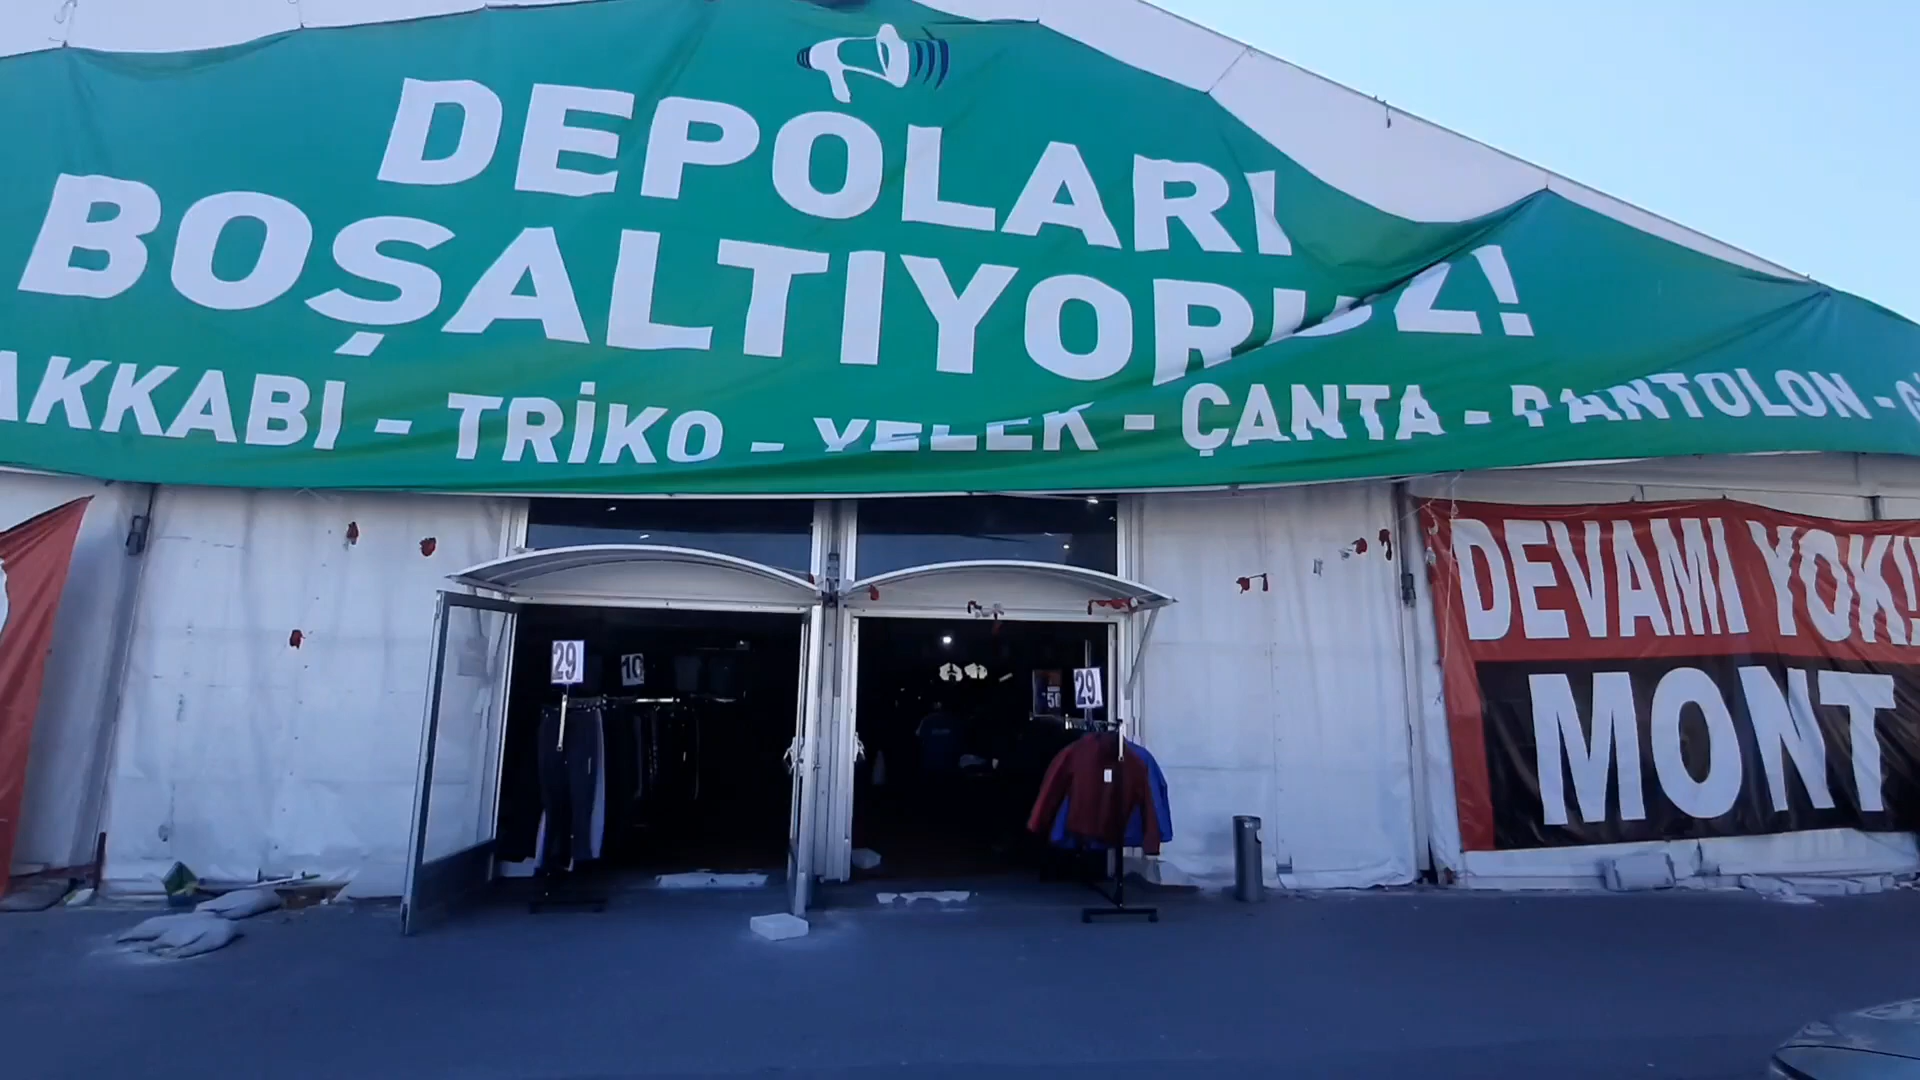 DEPOLARI
BOŞALTIYORUZ!
AKKABI - TRİKO - YELEK - ÇANTA - PANTOLON -
DEVAMI YOK!
MONT
29
10
50
29